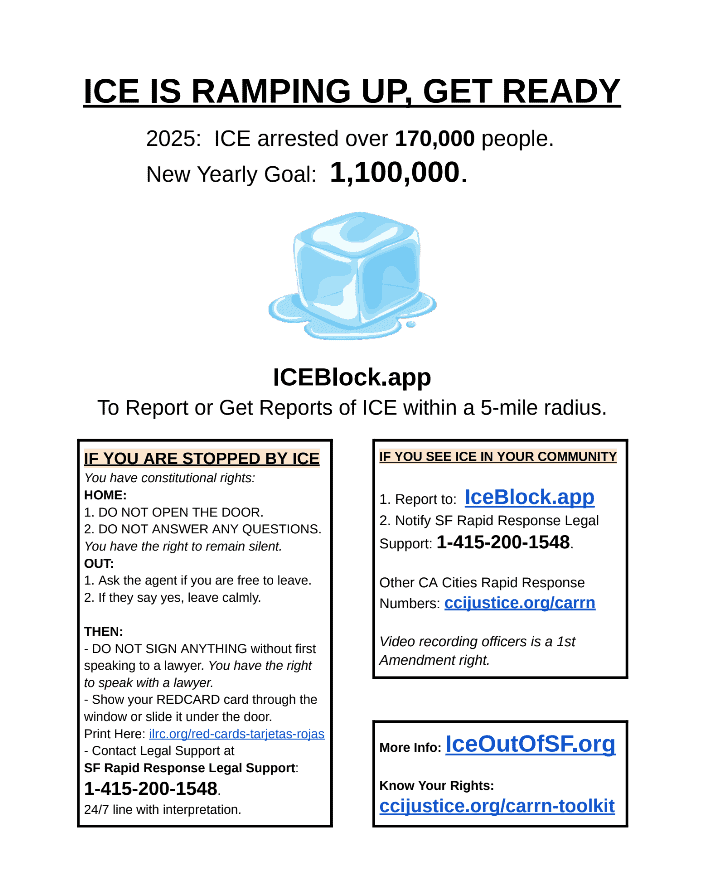 ICE IS RAMPING UP, GET READY
2025:  ICE arrested over 170,000 people.
New Yearly Goal:  1,100,000.
ICEBlock.app
To Report or Get Reports of ICE within a 5-mile radius.
IF YOU ARE STOPPED BY ICE
You have constitutional rights:
HOME:
1. DO NOT OPEN THE DOOR.
2. DO NOT ANSWER ANY QUESTIONS.
You have the right to remain silent.
OUT:
1. Ask the agent if you are free to leave.
2. If they say yes, leave calmly.
THEN:
- DO NOT SIGN ANYTHING without first
speaking to a lawyer. You have the right
to speak with a lawyer.
- Show your REDCARD card through the
window or slide it under the door.
Print Here: ilrc.org/red-cards-tarjetas-rojas
- Contact Legal Support at
SF Rapid Response Legal Support:
1-415-200-1548.
24/7 line with interpretation.
IF YOU SEE ICE IN YOUR COMMUNITY
1. Report to:  IceBlock.app
2. Notify SF Rapid Response Legal
Support: 1-415-200-1548.
Other CA Cities Rapid Response
Numbers: ccijustice.org/carrn
Video recording officers is a 1st
Amendment right.
More Info: IceOutOfSF.org
Know Your Rights:
ccijustice.org/carrn-toolkit